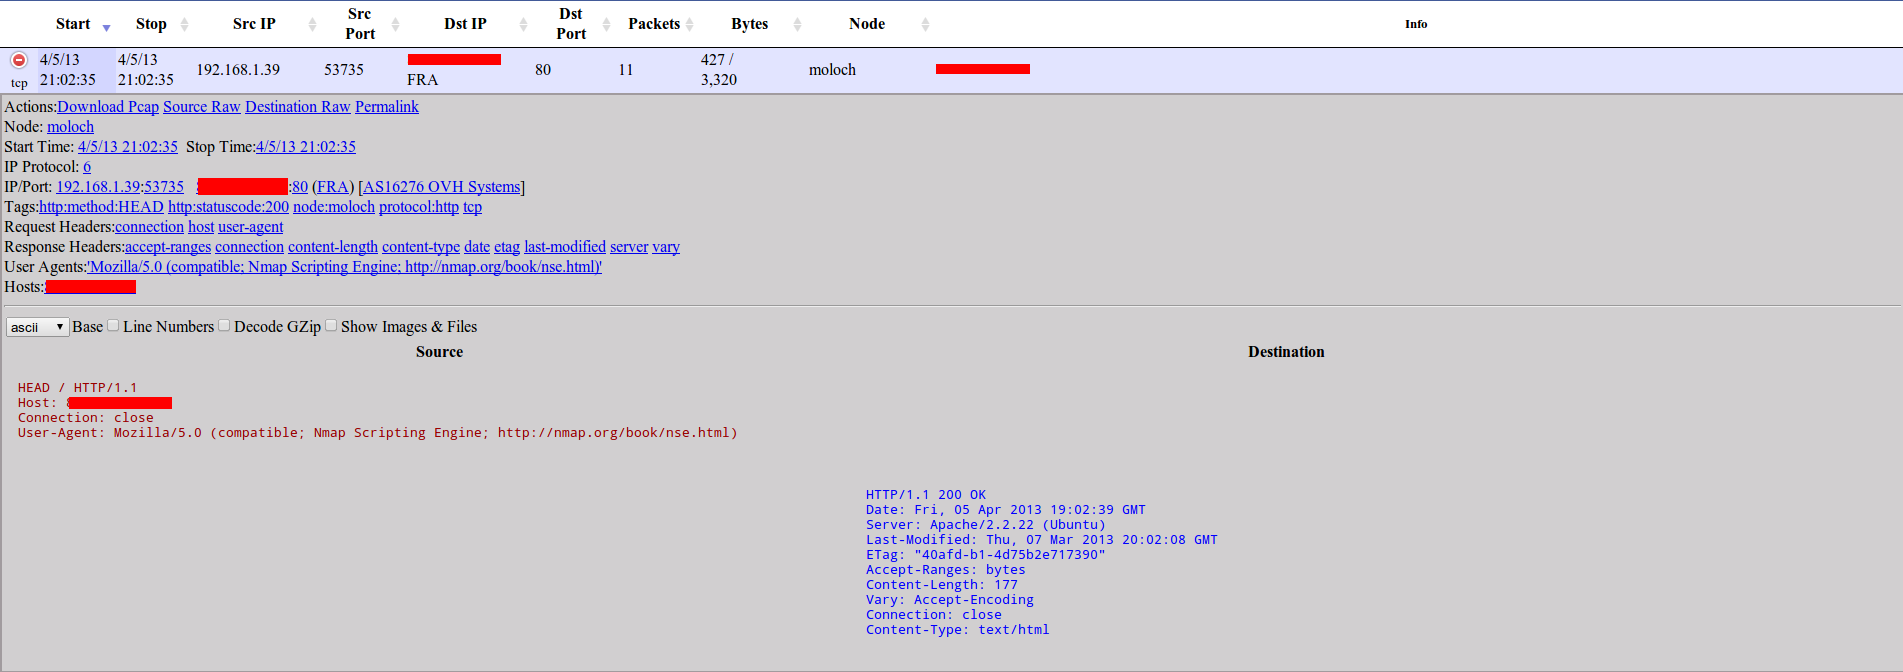 Start Stop Src IP Src Port Dst IP Dst Port Packets Bytes Node Info
4/5/13 21:02:35 4/5/13 21:02:35 192.168.1.39 53735 FRA 80 11 427 / 3,320 moloch
tcp
Actions:Download Pcap Source Raw Destination Raw Permalink
Node: moloch
Start Time: 4/5/13 21:02:35 Stop Time:4/5/13 21:02:35
IP Protocol: 6
IP/Port: 192.168.1.39:53735 :80 (FRA) [AS16276 OVH Systems]
Tags:http:method:HEAD http:statuscode:200 node:moloch protocol:http tcp
Request Headers:connection host user-agent
Response Headers:accept-ranges connection content-length content-type date etag last-modified server vary
User Agents:'Mozilla/5.0 (compatible; Nmap Scripting Engine; http://nmap.org/book/nse.html)'
Hosts:
ascii Base Line Numbers Decode GZip Show Images & Files
Source Destination
HEAD / HTTP/1.1
Host:
Connection: close
User-Agent: Mozilla/5.0 (compatible; Nmap Scripting Engine; http://nmap.org/book/nse.html)
HTTP/1.1 200 OK
Date: Fri, 05 Apr 2013 19:02:39 GMT
Server: Apache/2.2.22 (Ubuntu)
Last-Modified: Thu, 07 Mar 2013 20:02:08 GMT
ETag: "40afd-b1-4d75b2e717390"
Accept-Ranges: bytes
Content-Length: 177
Vary: Accept-Encoding
Connection: close
Content-Type: text/html